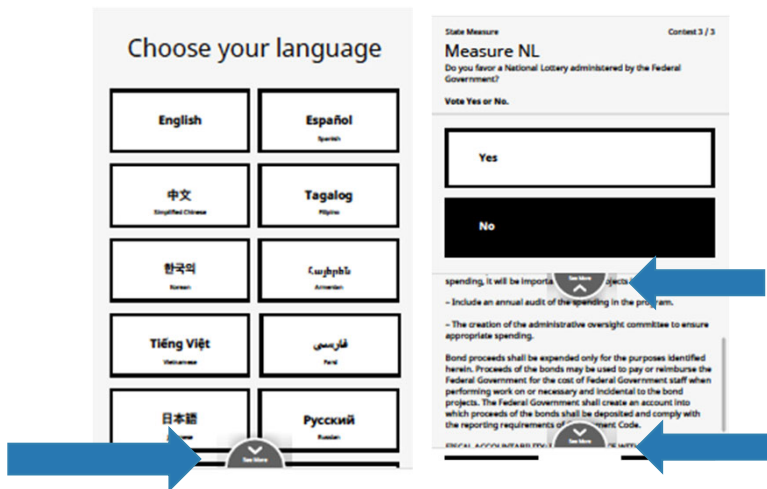 Choose your language
English
Español
Spanish
中文
Simplified Chinese
Tagalog
Filipino
한국의
Korean
Հայերեն
Armenian
Tiếng Việt
Vietnamese
فارسی
Farsi
日本語
Русский
Russian
See More
State Measure
Contest 3 / 3
Measure NL
Do you favor a National Lottery administered by the Federal
Government?
Vote Yes or No.
Yes
No
See More
spending, it will be importa
– Include an annual audit of the spending in the program.
– The creation of the administrative oversight committee to ensure
appropriate spending.
Bond proceeds shall be expended only for the purposes identified
herein. Proceeds of the bonds may be used to pay or reimburse the
Federal Government for the cost of Federal Government staff when
performing work on or necessary and incidental to the bond
projects. The Federal Government shall create an account into
which proceeds of the bonds shall be deposited and comply with
the reporting requirements of Code.
See More